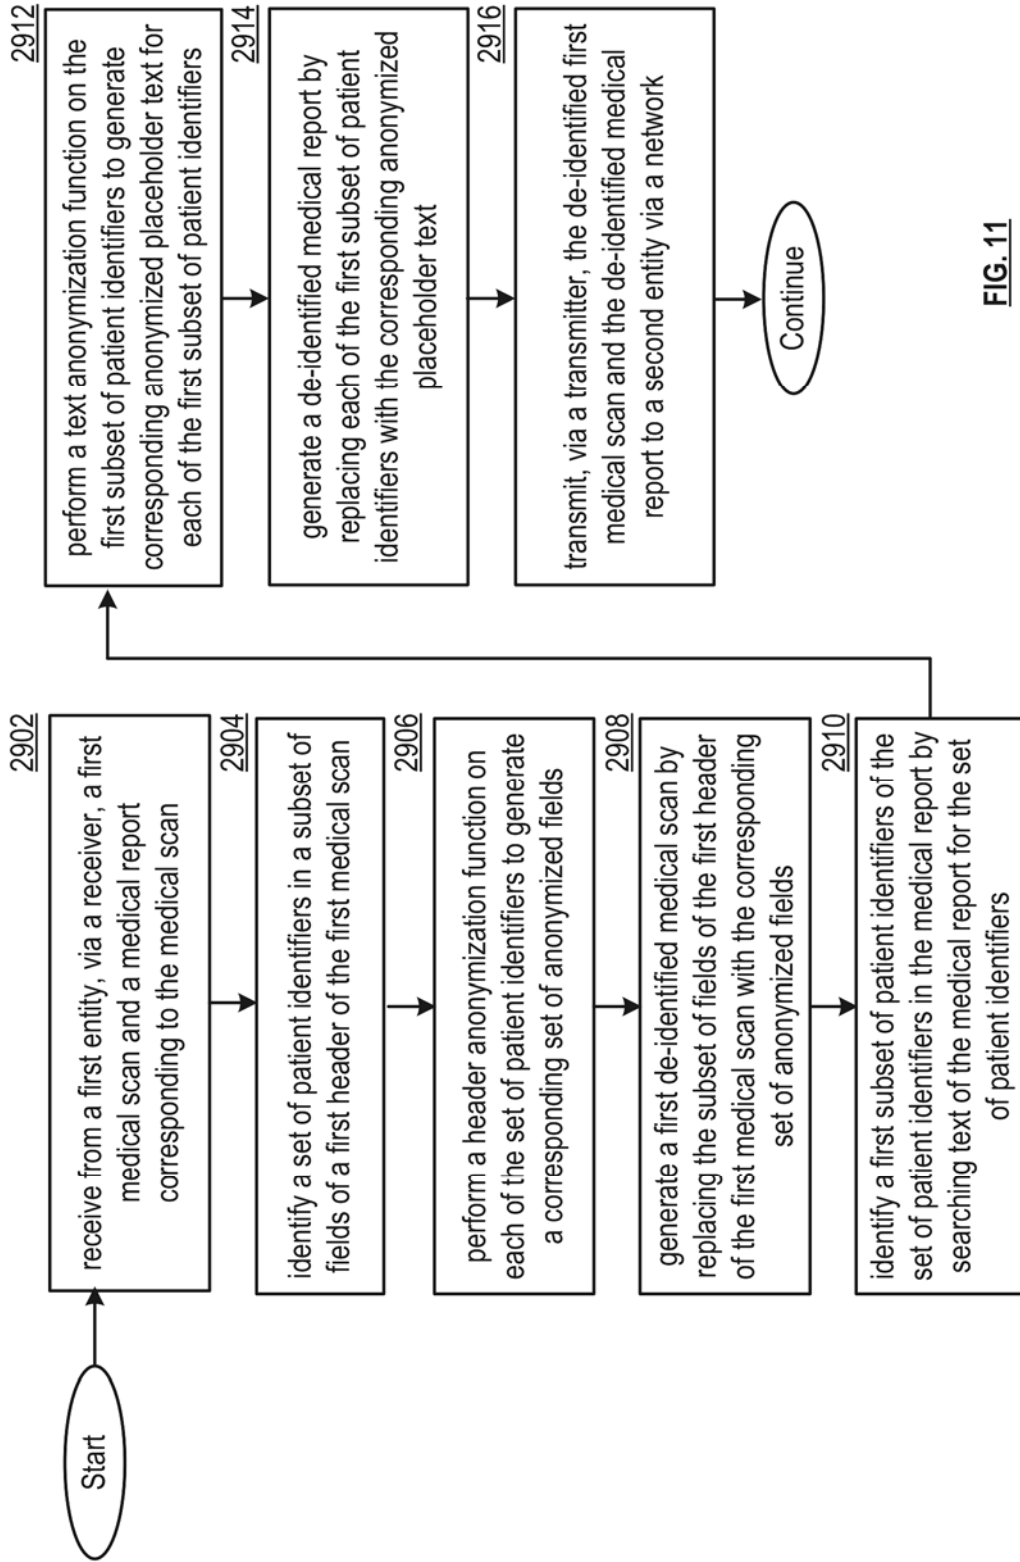 Start
2902
receive from a first entity, via a receiver, a first
medical scan and a medical report
corresponding to the medical scan
2904
identify a set of patient identifiers in a subset of
fields of a first header of the first medical scan
2906
perform a header anonymization function on
each of the set of patient identifiers to generate
a corresponding set of anonymized fields
2908
generate a first de-identified medical scan by
replacing the subset of fields of the first header
of the first medical scan with the corresponding
set of anonymized fields
2910
identify a first subset of patient identifiers of the
set of patient identifiers in the medical report by
searching text of the medical report for the set
of patient identifiers
2912
perform a text anonymization function on the
first subset of patient identifiers to generate
corresponding anonymized placeholder text for
each of the first subset of patient identifiers
2914
generate a de-identified medical report by
replacing each of the first subset of patient
identifiers with the corresponding anonymized
placeholder text
2916
transmit, via a transmitter, the de-identified first
medical scan and the de-identified medical
report to a second entity via a network
Continue
FIG. 11